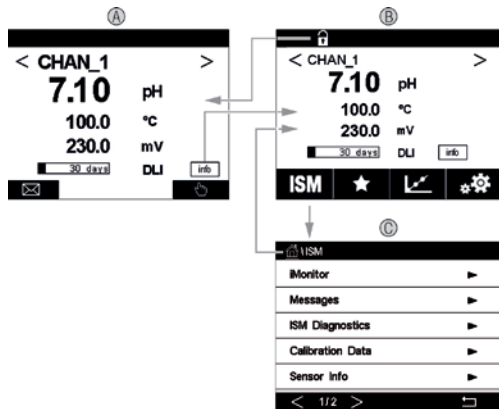 A
< CHAN_1 >
7.10 pH
100.0 °C
230.0 mV
30 days DLI info
B
< CHAN_1 >
7.10 pH
100.0 °C
230.0 mV
30 days DLI info
ISM
C
\ISM
iMonitor
Messages
ISM Diagnostics
Calibration Data
Sensor Info
< 1/2 >